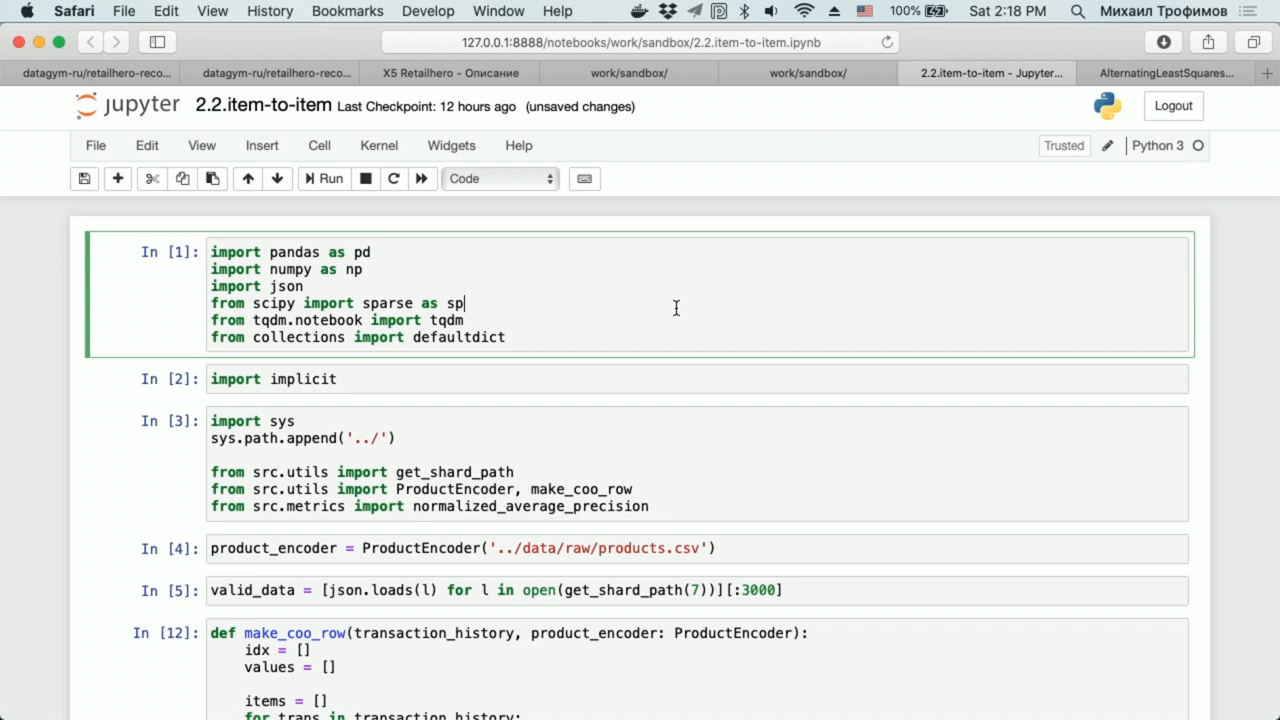 Safari File Edit View History Bookmarks Develop Window Help 100% Sat 2:18 PM Михаил Трофимов
127.0.0.1:8888/notebooks/work/sandbox/2.2.item-to-item.ipynb
datagym-ru/retailhero-reco... datagym-ru/retailhero-reco... X5 Retailhero - Описание work/sandbox/ work/sandbox/ 2.2.item-to-item - Jupyter... AlternatingLeastSquares...
jupyter 2.2.item-to-item Last Checkpoint: 12 hours ago (unsaved changes) Logout
File Edit View Insert Cell Kernel Widgets Help Trusted Python 3
Run Code
In [1]: import pandas as pd
import numpy as np
import json
from scipy import sparse as sp
from tqdm.notebook import tqdm
from collections import defaultdict
In [2]: import implicit
In [3]: import sys
sys.path.append('../')
from src.utils import get_shard_path
from src.utils import ProductEncoder, make_coo_row
from src.metrics import normalized_average_precision
In [4]: product_encoder = ProductEncoder('../data/raw/products.csv')
In [5]: valid_data = [json.loads(l) for l in open(get_shard_path(7))][:3000]
In [12]: def make_coo_row(transaction_history, product_encoder: ProductEncoder):
idx = []
values = []
items = []
for trans in transaction_history: